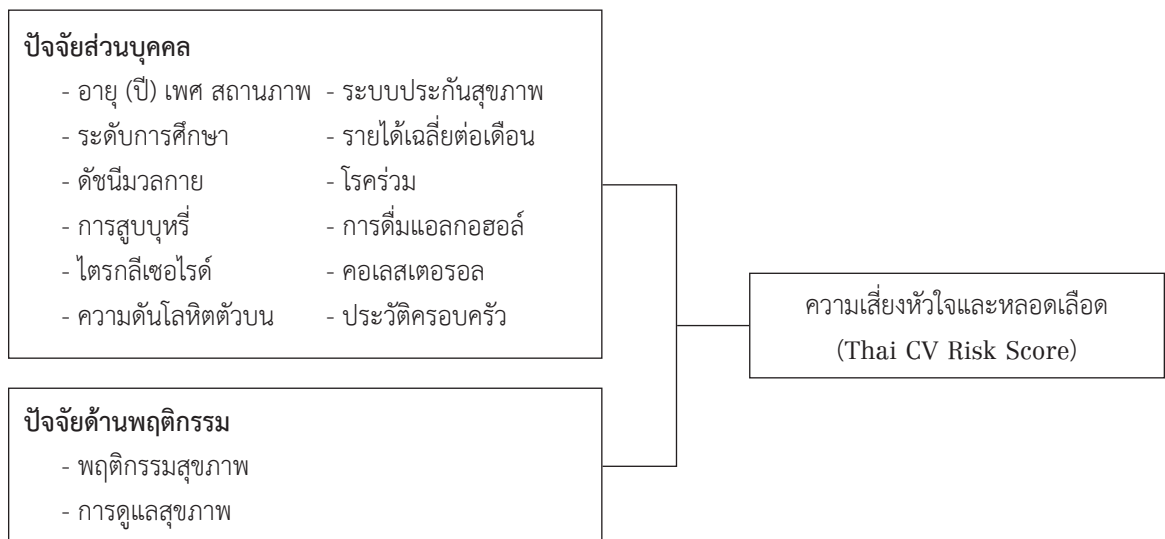 ปัจจัยส่วนบุคคล
- อายุ (ปี) เพศ สถานภาพ - ระบบประกันสุขภาพ
- ระดับการศึกษา - รายได้เฉลี่ยต่อเดือน
- ดัชนีมวลกาย - โรคร่วม
- การสูบบุหรี่ - การดื่มแอลกอฮอล์
- ไตรกลีเซอไรด์ - คอเลสเตอรอล
- ความดันโลหิตตัวบน - ประวัติครอบครัว
ความเสี่ยงหัวใจและหลอดเลือด
(Thai CV Risk Score)
ปัจจัยด้านพฤติกรรม
- พฤติกรรมสุขภาพ
- การดูแลสุขภาพ